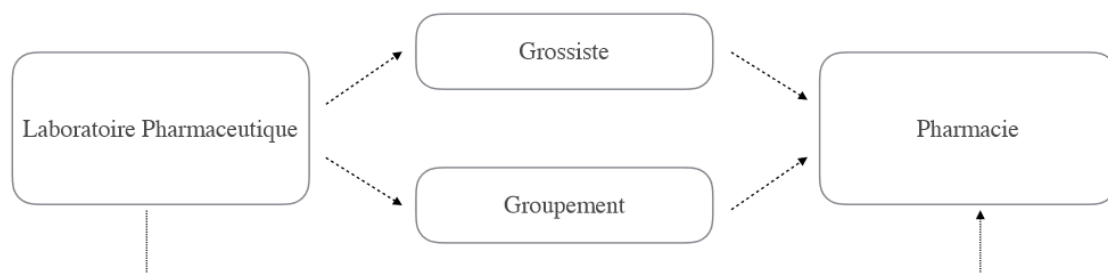 Grossiste
Laboratoire Pharmaceutique
Pharmacie
Groupement